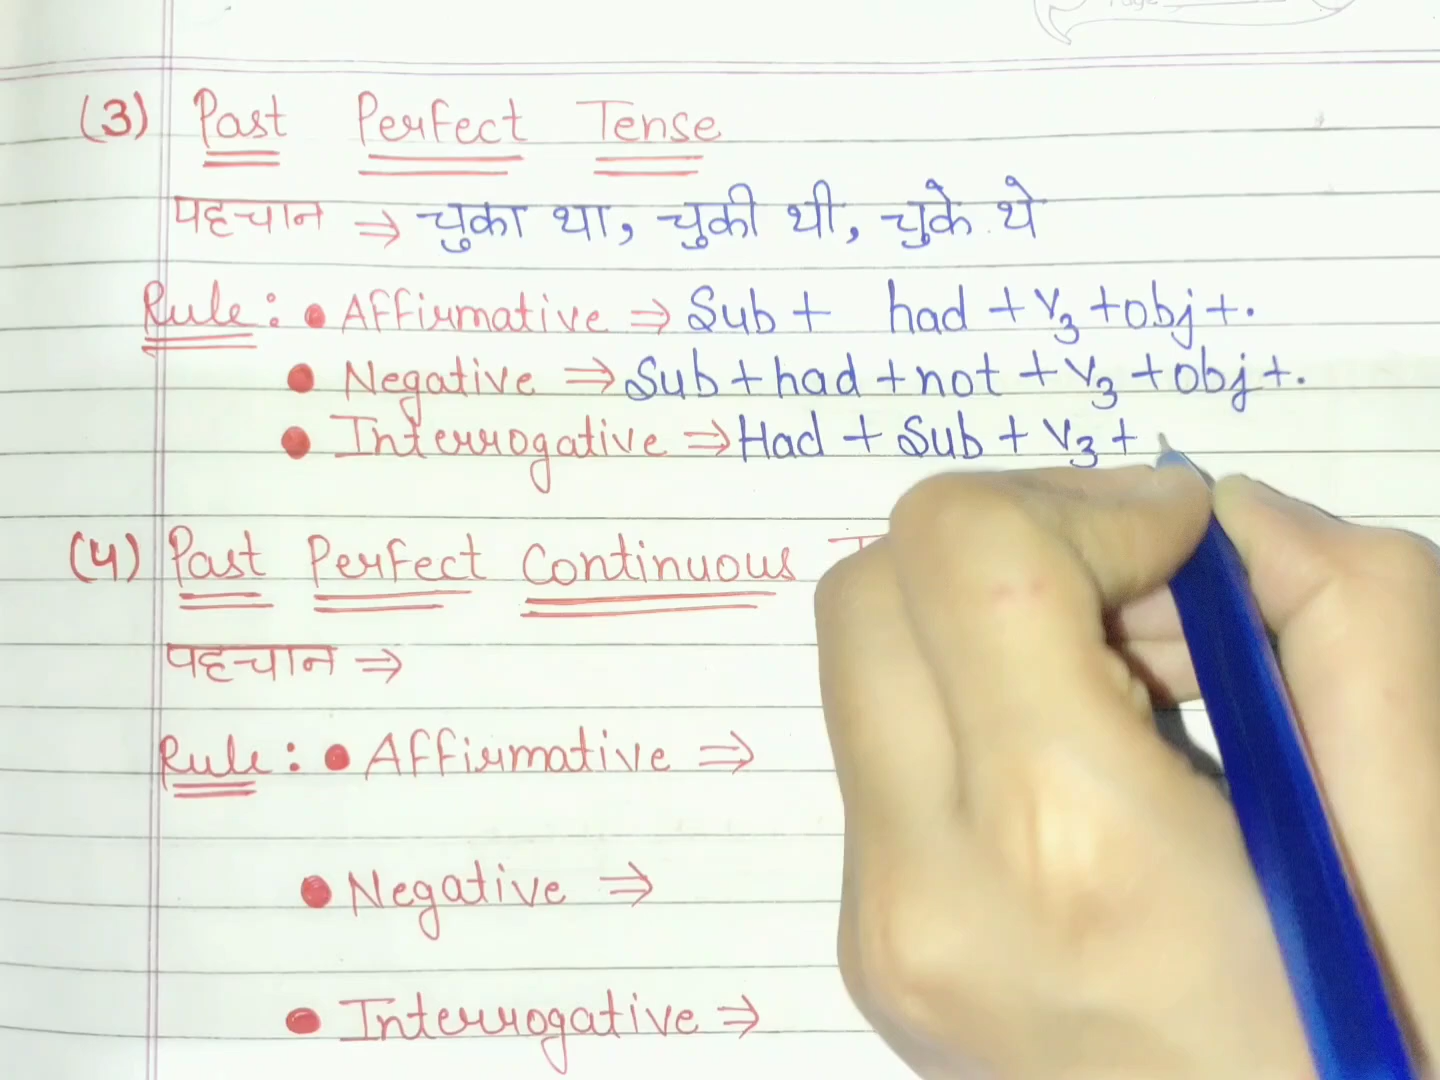 (3) Past Perfect Tense
पहचान ⇒ चुका था, चुकी थी, चुके थे
Rule: • Affirmative ⇒ Sub + had + V3 + obj + .
• Negative ⇒ Sub + had + not + V3 + obj + .
• Interrogative ⇒ Had + Sub + V3 +
(4) Past Perfect Continuous
पहचान ⇒
Rule: • Affirmative ⇒
• Negative ⇒
• Interrogative ⇒